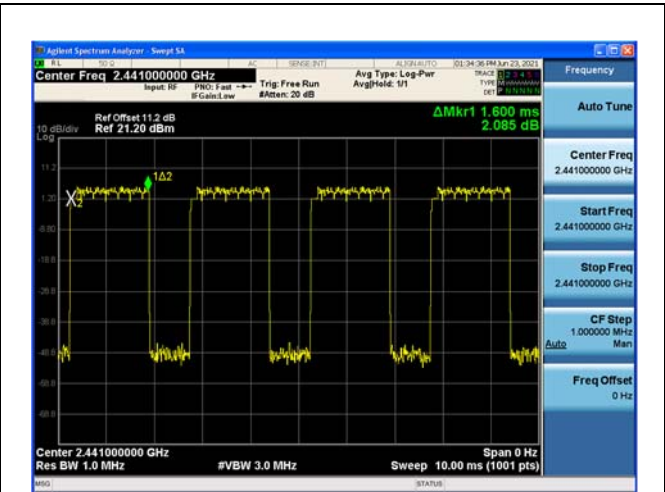 Agilent Spectrum Analyzer - Swept SA
RL 50 Ω AC SENSE:INT ALIGNAUTO 01:34:36 PM Jun 23, 2021
Center Freq 2.441000000 GHz
Input: RF PNO: Fast IFGain:Low
Trig: Free Run
#Atten: 20 dB
Avg Type: Log-Pwr
Avg|Hold: 1/1
TRACE 1 2 3 4 5 6
TYPE
DET P N N N N N
Frequency
Auto Tune
ΔMkr1 1.600 ms
2.085 dB
Ref Offset 11.2 dB
10 dB/div Ref 21.20 dBm
Log
11.2
1.20
-8.80
-18.8
-28.8
-38.8
-48.8
-58.8
-68.8
1Δ2
X2
Center Freq
2.441000000 GHz
Start Freq
2.441000000 GHz
Stop Freq
2.441000000 GHz
CF Step
1.000000 MHz
Auto Man
Freq Offset
0 Hz
Center 2.441000000 GHz Span 0 Hz
Res BW 1.0 MHz #VBW 3.0 MHz Sweep 10.00 ms (1001 pts)
MSG STATUS